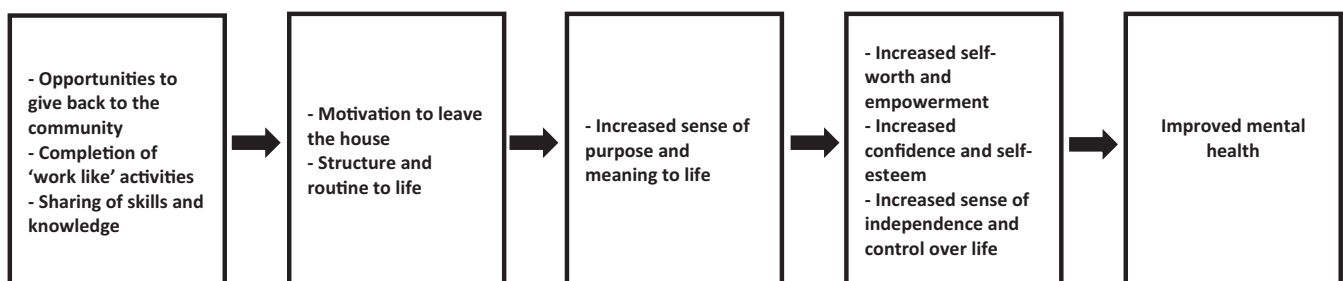 - Opportunities to
give back to the
community
- Completion of
‘work like’ activities
- Sharing of skills and
knowledge
- Motivation to leave
the house
- Structure and
routine to life
- Increased sense of
purpose and
meaning to life
- Increased self-
worth and
empowerment
- Increased
confidence and self-
esteem
- Increased sense of
independence and
control over life
Improved mental
health